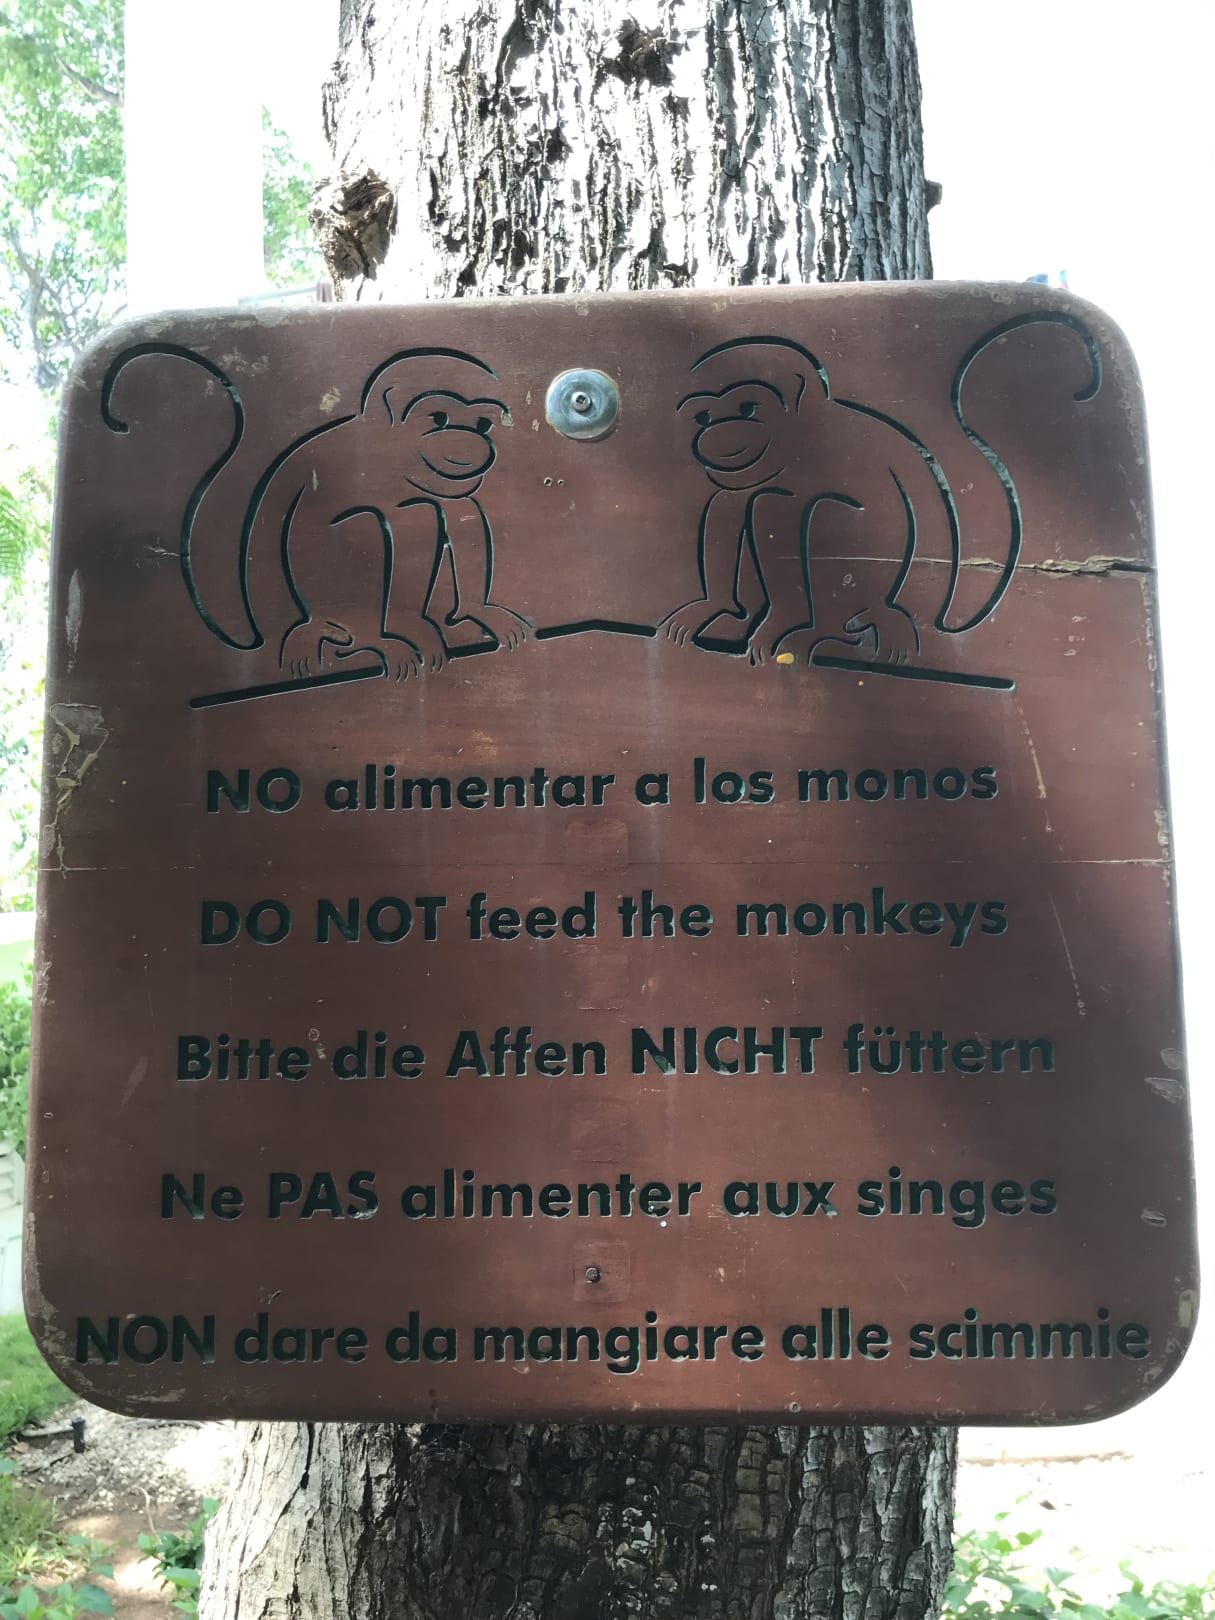 NO alimentar a los monos
DO NOT feed the monkeys
Bitte die Affen NICHT füttern
Ne PAS alimenter aux singes
NON dare da mangiare alle scimmie